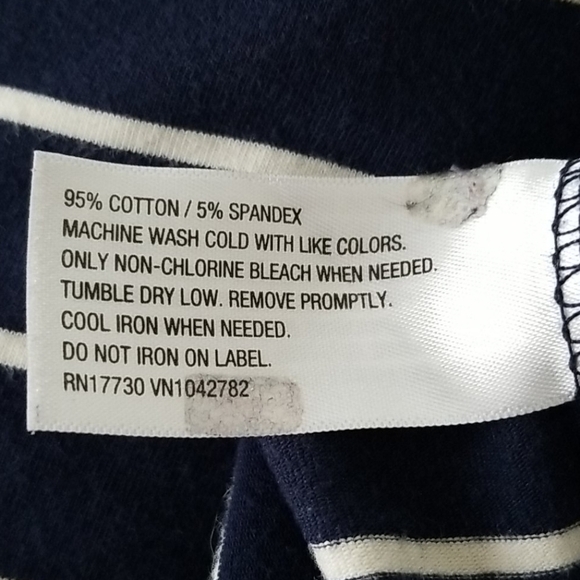 95% COTTON / 5% SPANDEX
MACHINE WASH COLD WITH LIKE COLORS.
ONLY NON-CHLORINE BLEACH WHEN NEEDED.
TUMBLE DRY LOW. REMOVE PROMPTLY.
COOL IRON WHEN NEEDED.
DO NOT IRON ON LABEL.
RN17730 VN1042782